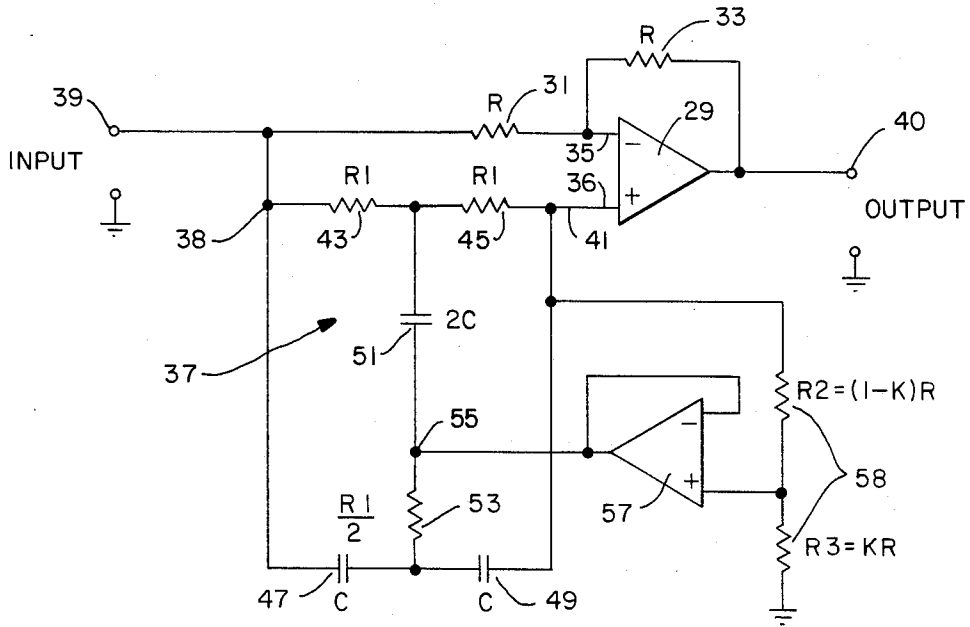 33
R
31
39
R
29
40
35
−
INPUT
R1
R1
36
+
OUTPUT
38
43
45
41
2C
51
37
R2=(1-K)R
55
−
58
R1
2
53
57
+
R3=KR
47
C
C
49